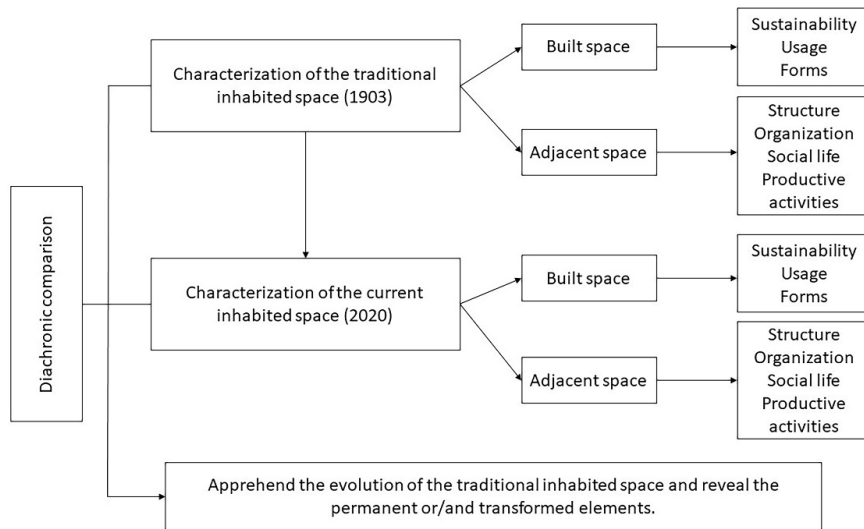 Diachronic comparison
Characterization of the traditional
inhabited space (1903)
Built space
Sustainability
Usage
Forms
Adjacent space
Structure
Organization
Social life
Productive
activities
Characterization of the current
inhabited space (2020)
Built space
Sustainability
Usage
Forms
Adjacent space
Structure
Organization
Social life
Productive
activities
Apprehend the evolution of the traditional inhabited space and reveal the
permanent or/and transformed elements.